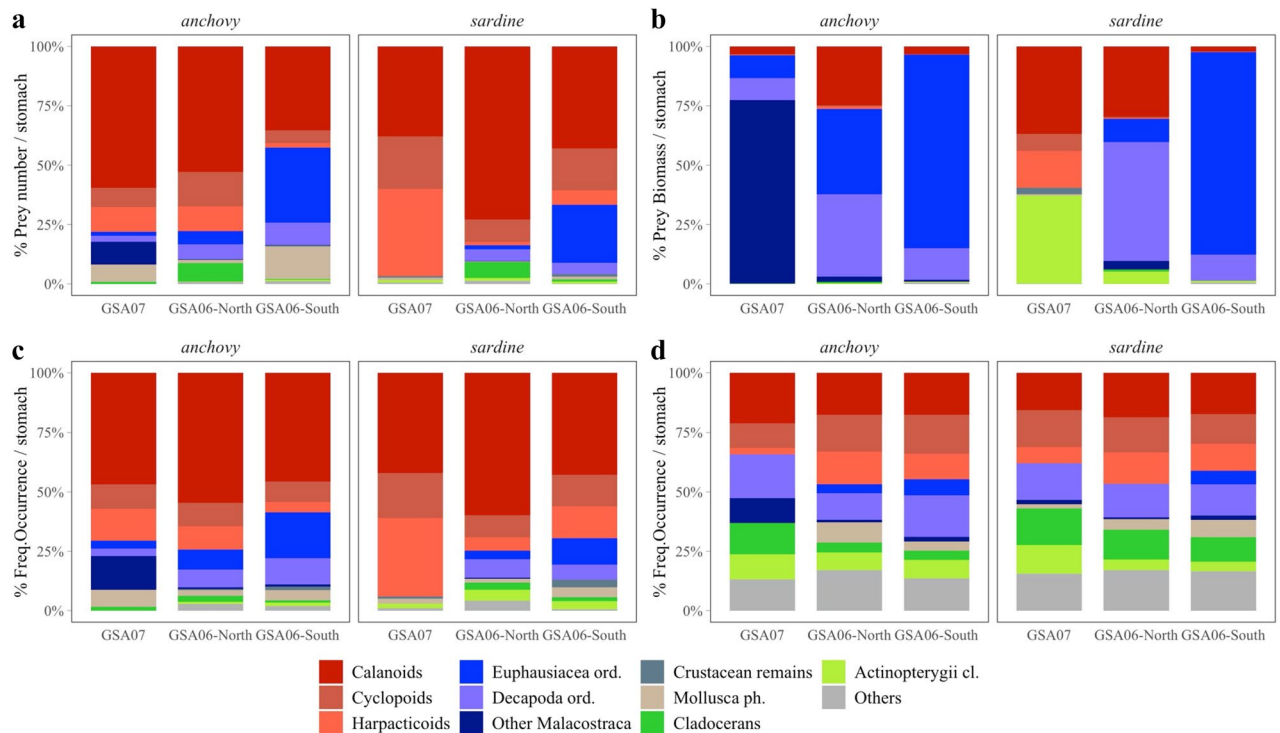 a
anchovy
sardine
% Prey number / stomach
100%
75%
50%
25%
0%
GSA07 GSA06-North GSA06-South
GSA07 GSA06-North GSA06-South
b
anchovy
sardine
% Prey Biomass / stomach
100%
75%
50%
25%
0%
GSA07 GSA06-North GSA06-South
GSA07 GSA06-North GSA06-South
c
anchovy
sardine
% Freq.Occurrence / stomach
100%
75%
50%
25%
0%
GSA07 GSA06-North GSA06-South
GSA07 GSA06-North GSA06-South
d
anchovy
sardine
% Freq.Occurrence / stomach
100%
75%
50%
25%
0%
GSA07 GSA06-North GSA06-South
GSA07 GSA06-North GSA06-South
Calanoids
Cyclopoids
Harpacticoids
Euphausiacea ord.
Decapoda ord.
Other Malacostraca
Crustacean remains
Mollusca ph.
Cladocerans
Actinopterygii cl.
Others